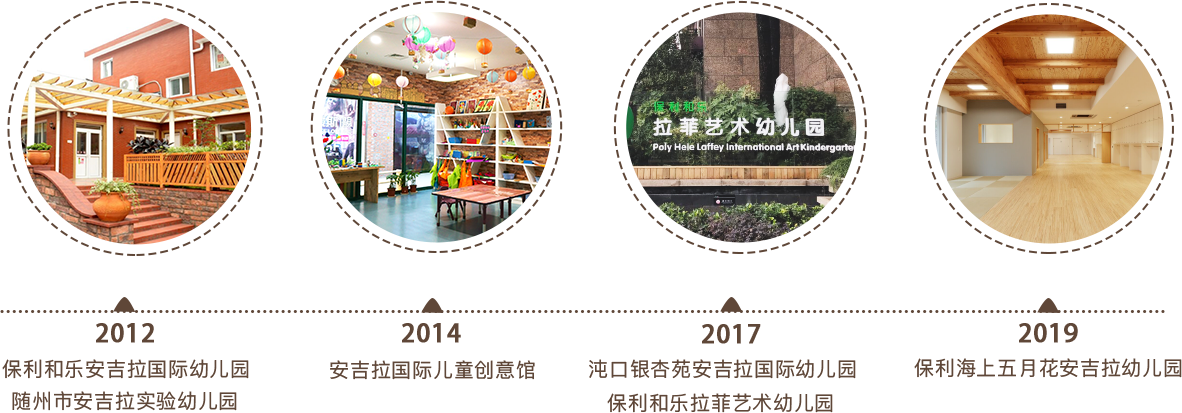 保利和乐
拉菲艺术幼儿园
Poly Hele Laffey International Art Kindergarten
2012
2014
2017
2019
保利和乐安吉拉国际幼儿园
随州市安吉拉实验幼儿园
安吉拉国际儿童创意馆
沌口银杏苑安吉拉国际幼儿园
保利和乐拉菲艺术幼儿园
保利海上五月花安吉拉幼儿园